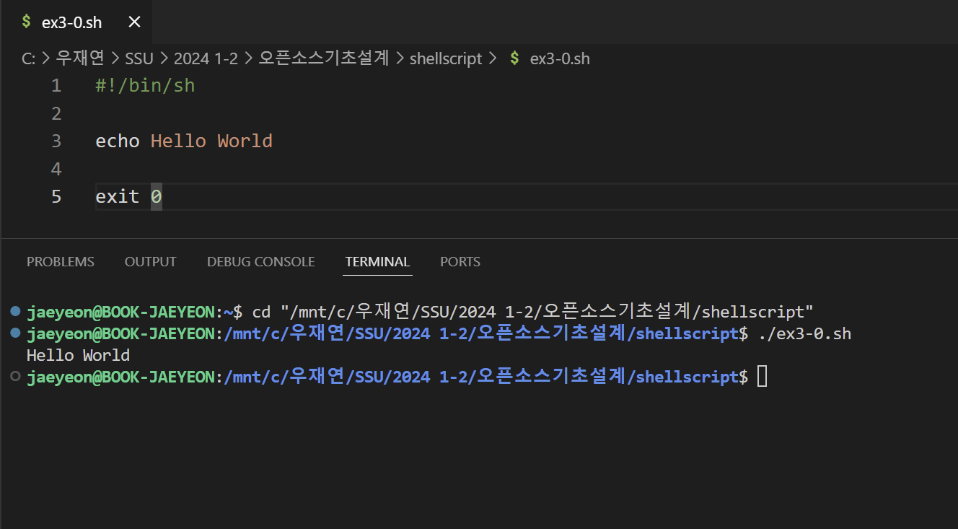 $ ex3-0.sh ×
C: > 우재연 > SSU > 2024 1-2 > 오픈소스기초설계 > shellscript > $ ex3-0.sh
1 #!/bin/sh
2
3 echo Hello World
4
5 exit 0
PROBLEMS OUTPUT DEBUG CONSOLE TERMINAL PORTS
jaeyeon@BOOK-JAEYEON:~$ cd "/mnt/c/우재연/SSU/2024 1-2/오픈소스기초설계/shellscript"
jaeyeon@BOOK-JAEYEON:/mnt/c/우재연/SSU/2024 1-2/오픈소스기초설계/shellscript$ ./ex3-0.sh
Hello World
jaeyeon@BOOK-JAEYEON:/mnt/c/우재연/SSU/2024 1-2/오픈소스기초설계/shellscript$